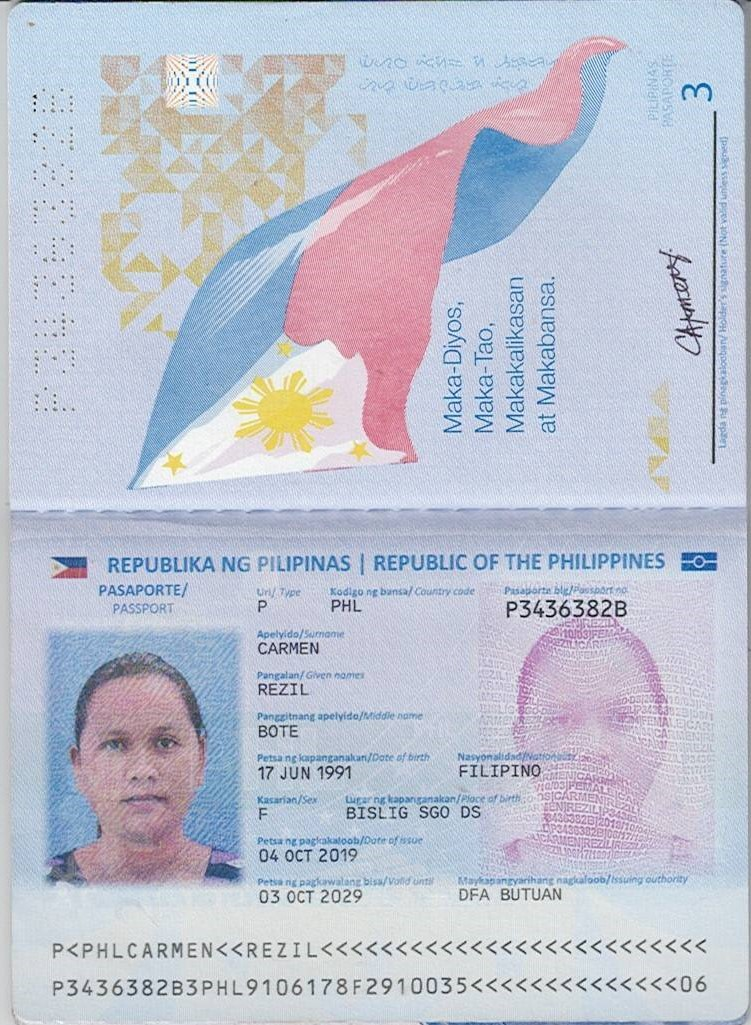 PILIPINAS
PASAPORTE
3
Maka-Diyos,
Maka-Tao,
Makakalikasan
at Makabansa.
Lagda ng pinagkalooban/ Holder's signature (Not valid unless signed)
REPUBLIKA NG PILIPINAS | REPUBLIC OF THE PHILIPPINES
PASAPORTE/
PASSPORT
Uri/ Type Kodigo ng bansa/ Country code Pasaporte blg/Passport no.
P PHL P3436382B
Apelyido/Surname
CARMEN
Pangalan/ Given names
REZIL
Panggitnang apelyido/Middle name
BOTE
Petsa ng kapanganakan/Date of birth Nasyonalidad/Nationality
17 JUN 1991 FILIPINO
Kasarian/Sex Lugar ng kapanganakan/Place of birth
F BISLIG SGO DS
Petsa ng pagkakaloob/Date of issue
04 OCT 2019
Petsa ng pagkawalang bisa/Valid until Maykapangyarihang nagkaloob/Issuing authority
03 OCT 2029 DFA BUTUAN
P<PHLCARMEN<<REZIL<<<<<<<<<<<<<<<<<<<<<<<<<<
P3436382B3PHL9106178F2910035<<<<<<<<<<<<<<06